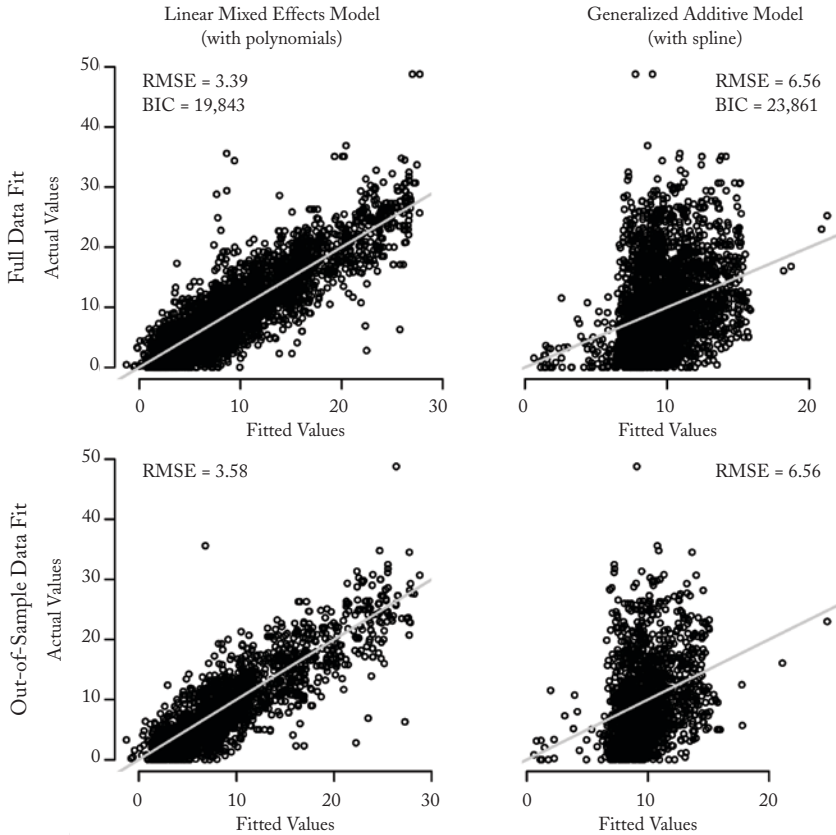 Linear Mixed Effects Model
(with polynomials)
Generalized Additive Model
(with spline)
Full Data Fit
Actual Values
50
40
30
20
10
0
RMSE = 3.39
BIC = 19,843
0 10 20 30
Fitted Values
RMSE = 6.56
BIC = 23,861
0 10 20
Fitted Values
Out-of-Sample Data Fit
Actual Values
50
40
30
20
10
0
RMSE = 3.58
0 10 20 30
Fitted Values
RMSE = 6.56
0 10 20
Fitted Values